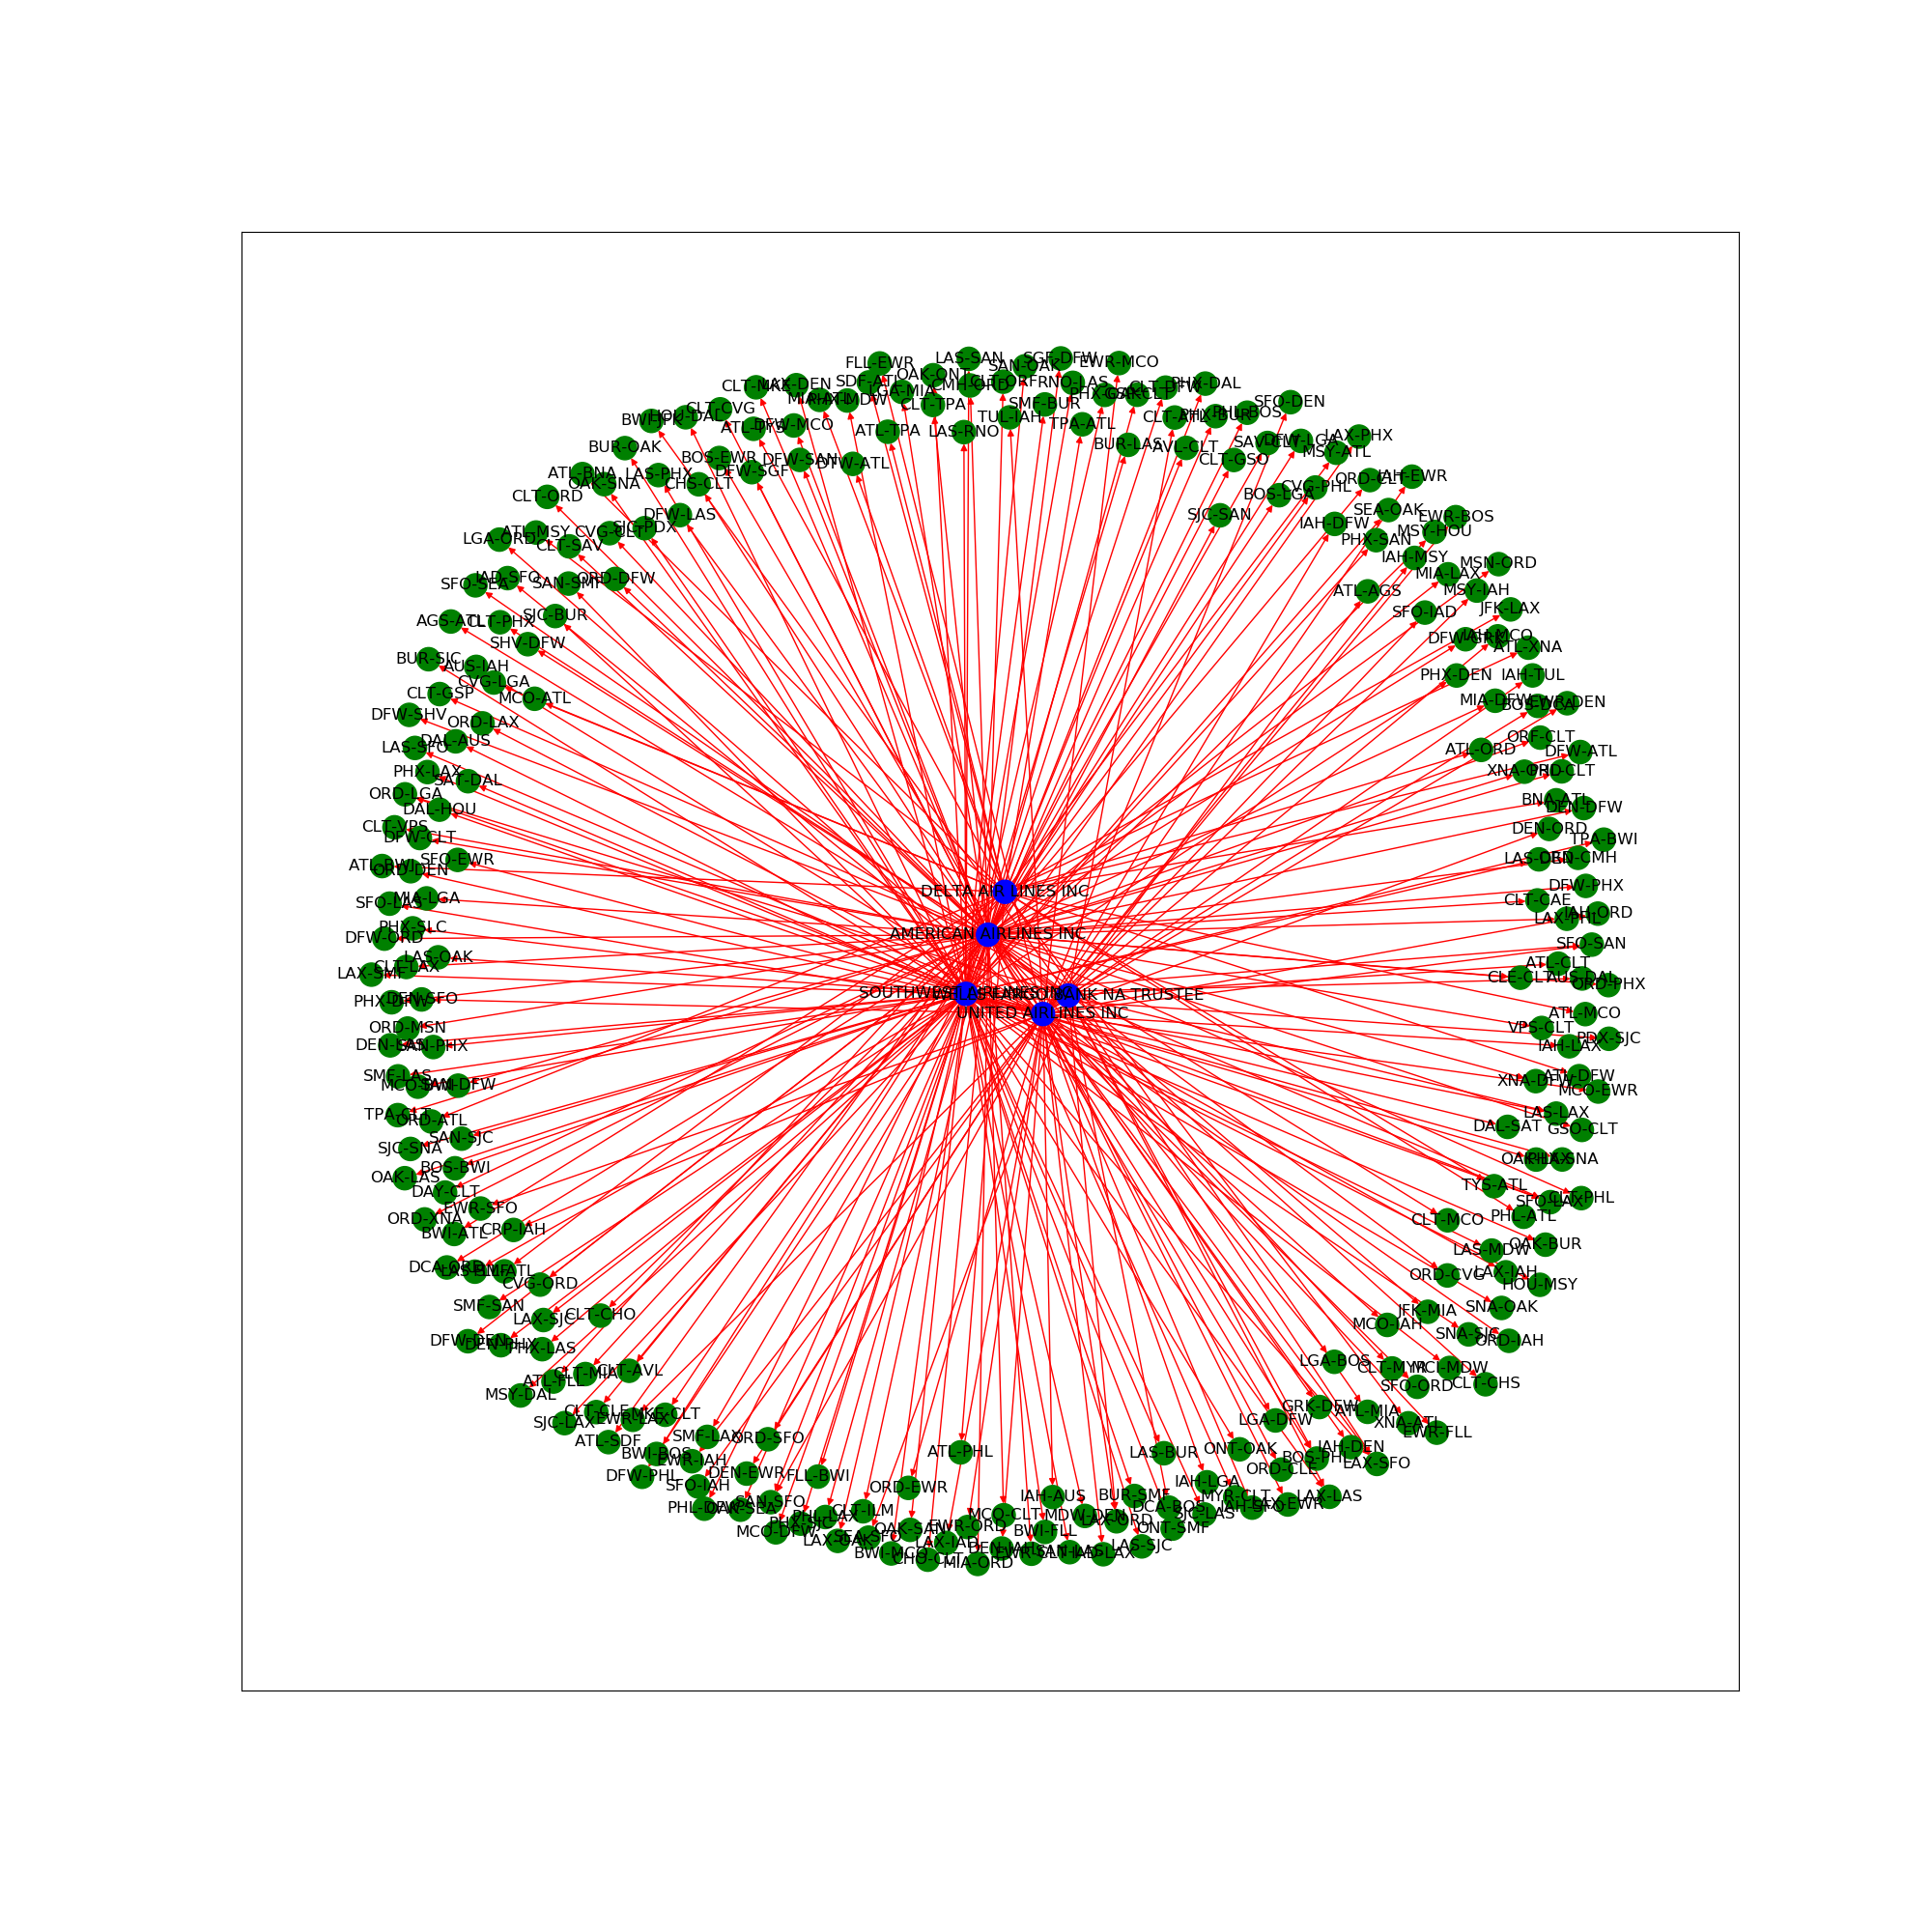 FLL-EWR
LAS-SAN
SAN-OAK
SGF-DFW
EWR-MCO
CLT-MKE
LAX-DEN
SDF-ATL
LGA-MIA
OAK-ONT
CMH-ORD
CLT-ORF
RNO-LAS
CLT-DFW
PHX-DAL
MIA-ATL
PHX-MDW
CLT-TPA
SMF-BUR
PHX-OAK
GSP-CLT
SFO-DEN
BWI-JFK
HOU-DAL
CLT-CVG
ATL-TYS
DFW-MCO
ATL-TPA
LAS-RNO
TUL-IAH
TPA-ATL
CLT-ATL
PHX-BUR
PHL-BOS
BUR-OAK
BOS-EWR
DFW-SAN
DTW-ATL
BUR-LAS
AVL-CLT
CLT-GSO
SAV-CLT
DFW-LGA
LAX-PHX
MSY-ATL
ATL-BNA
OAK-SNA
LAS-PHX
CHS-CLT
DFW-SGF
BOS-LGA
CVG-PHL
ORD-CLT
IAH-EWR
CLT-ORD
DFW-LAS
SJC-PDX
SJC-SAN
IAH-DFW
SEA-OAK
EWR-BOS
LGA-ORD
ATL-MSY
CVG-CLT
CLT-SAV
PHX-SAN
MSY-HOU
IAH-MSY
MSN-ORD
SFO-SEA
IAD-SFO
SAN-SMF
ORD-DFW
ATL-AGS
MIA-LAX
MSY-IAH
AGS-ATL
CLT-PHX
SJC-BUR
SFO-IAD
JFK-LAX
SHV-DFW
DFW-GRK
IAH-MCO
ATL-XNA
BUR-SJC
AUS-IAH
CVG-LGA
PHX-DEN
IAH-TUL
CLT-GSP
MCO-ATL
MIA-DFW
BOS-DCA
EWR-DEN
DFW-SHV
ORD-LAX
LAS-SFO
DAL-AUS
ATL-ORD
ORF-CLT
DFW-ATL
PHX-LAX
SAT-DAL
XNA-ORD
PHL-CLT
ORD-LGA
DAL-HOU
BNA-ATL
DEN-DFW
CLT-VPS
DFW-CLT
DEN-ORD
TPA-BWI
ATL-BWI
ORD-DEN
SFO-EWR
LAS-DEN
ORD-CMH
SFO-LAS
MIA-LGA
DELTA AIR LINES INC
CLT-CAE
DFW-PHX
PHX-SLC
DFW-ORD
AMERICAN AIRLINES INC
LAX-PHL
IAH-ORD
LAS-OAK
SFO-SAN
LAX-SMF
CLT-LAX
ATL-CLT
CLE-CLT
AUS-DAL
ORD-PHX
PHX-DFW
DEN-SFO
SOUTHWEST AIRLINES INC
WELLS FARGO BANK NA TRUSTEE
UNITED AIRLINES INC
ATL-MCO
ORD-MSN
VPS-CLT
PDX-SJC
DEN-LAS
SAN-PHX
IAH-LAX
SMF-LAS
MCO-BWI
SAN-DFW
XNA-DFW
ATL-DFW
MCO-EWR
TPA-CLT
ORD-ATL
LAS-LAX
DAL-SAT
GSO-CLT
SJC-SNA
SAN-SJC
OAK-LAS
BOS-BWI
SNA
DAY-CLT
TYS-ATL
SFO-LAX
CLT-PHL
ORD-XNA
EWR-SFO
BWI-ATL
CRP-IAH
CLT-MCO
PHL-ATL
DCA-ORD
CVG-ORD
LAS-MDW
OAK-BUR
ORD-CVG
LAX-IAH
HOU-MSY
SMF-SAN
LAX-SJC
CLT-CHO
JFK-MIA
SNA-OAK
MCO-IAH
SNA-SJC
ORD-IAH
DFW-DEN
DEN-PHX
PHX-LAS
LGA-BOS
CLT-MYR
MCI-MDW
MSY-DAL
ATL-FLL
CLT-MIA
CLT-AVL
SFO-ORD
CLT-CHS
SJC-LAX
CLT-CLE
EWR-LAX
MKE-CLT
LGA-DFW
GRK-DFW
ATL-MIA
XNA-ATL
EWR-FLL
ATL-SDF
SMF-LAX
ORD-SFO
BWI-BOS
EWR-IAH
ATL-PHL
LAS-BUR
ONT-OAK
IAH-DEN
BOS-PHL
LAX-SFO
DFW-PHL
SFO-IAH
DEN-EWR
FLL-BWI
ORD-EWR
IAH-LGA
ORD-CLE
PHL-DFW
OAK-SEA
SAN-SFO
IAH-AUS
BUR-SMF
MYR-CLT
IAH-SFO
LAX-LAS
MCO-DFW
PHX-SJC
PHL-LAX
CLT-ILM
MCO-CLT
MDW-DEN
LAX-ORD
DCA-BOS
SJC-LAS
LAX-OAK
SEA-SFO
OAK-SAN
EWR-ORD
BWI-FLL
ONT-SMF
BWI-MCO
CHO-CLT
LAX-IAD
MIA-ORD
DEN-IAH
EWR-CLT
SAN-LAS
IAD-LAX
LAS-SJC